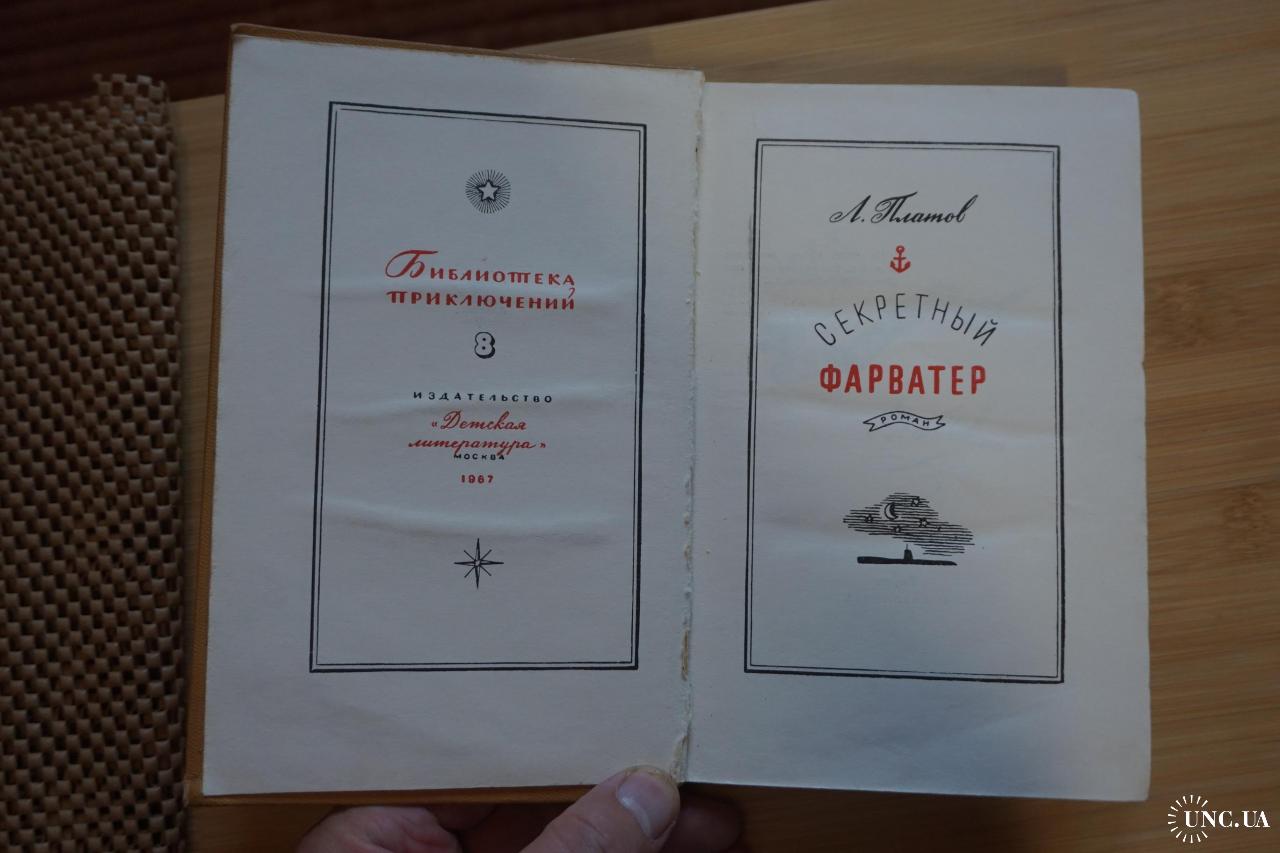 Библиотека
приключений
8
ИЗДАТЕЛЬСТВО
«Детская
литература»
МОСКВА
1967
Л. Платов
СЕКРЕТНЫЙ
ФАРВАТЕР
РОМАН
UNC.UA